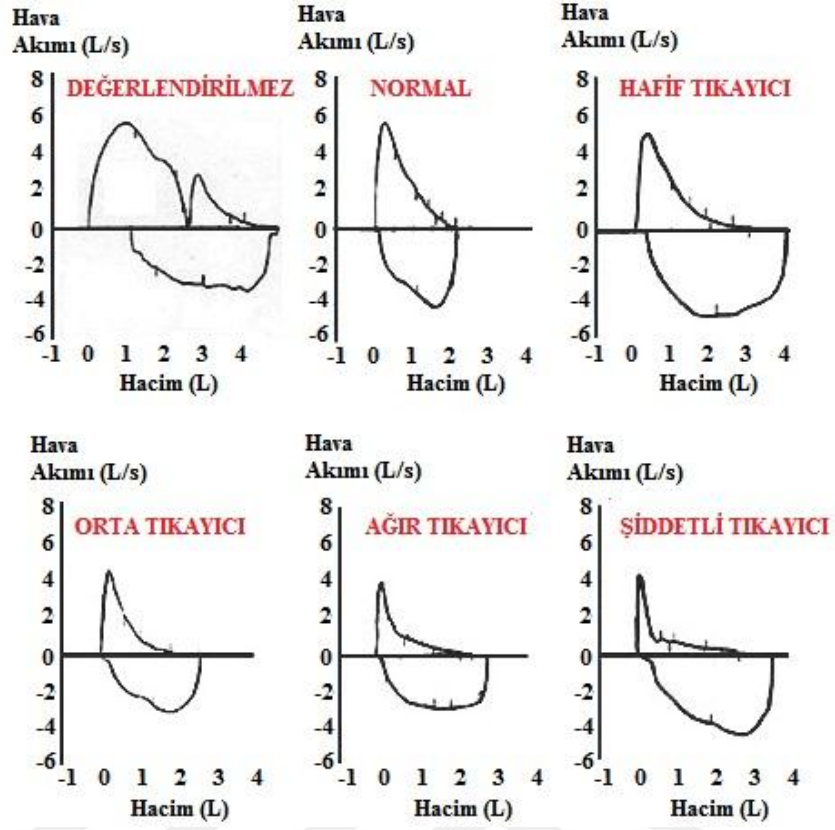 Hava
Akımı (L/s)
DEĞERLENDİRİLMEZ
8
6
4
2
0
-2
-4
-6
-1 0 1 2 3 4
Hacim (L)
Hava
Akımı (L/s)
NORMAL
8
6
4
2
0
-2
-4
-6
-1 0 1 2 3 4
Hacim (L)
Hava
Akımı (L/s)
HAFİF TIKAYICI
8
6
4
2
0
-2
-4
-6
-1 0 1 2 3 4
Hacim (L)
Hava
Akımı (L/s)
ORTA TIKAYICI
8
6
4
2
0
-2
-4
-6
-1 0 1 2 3 4
Hacim (L)
Hava
Akımı (L/s)
AĞIR TIKAYICI
8
6
4
2
0
-2
-4
-6
-1 0 1 2 3 4
Hacim (L)
Hava
Akımı (L/s)
ŞİDDETLİ TIKAYICI
8
6
4
2
0
-2
-4
-6
-1 0 1 2 3 4
Hacim (L)